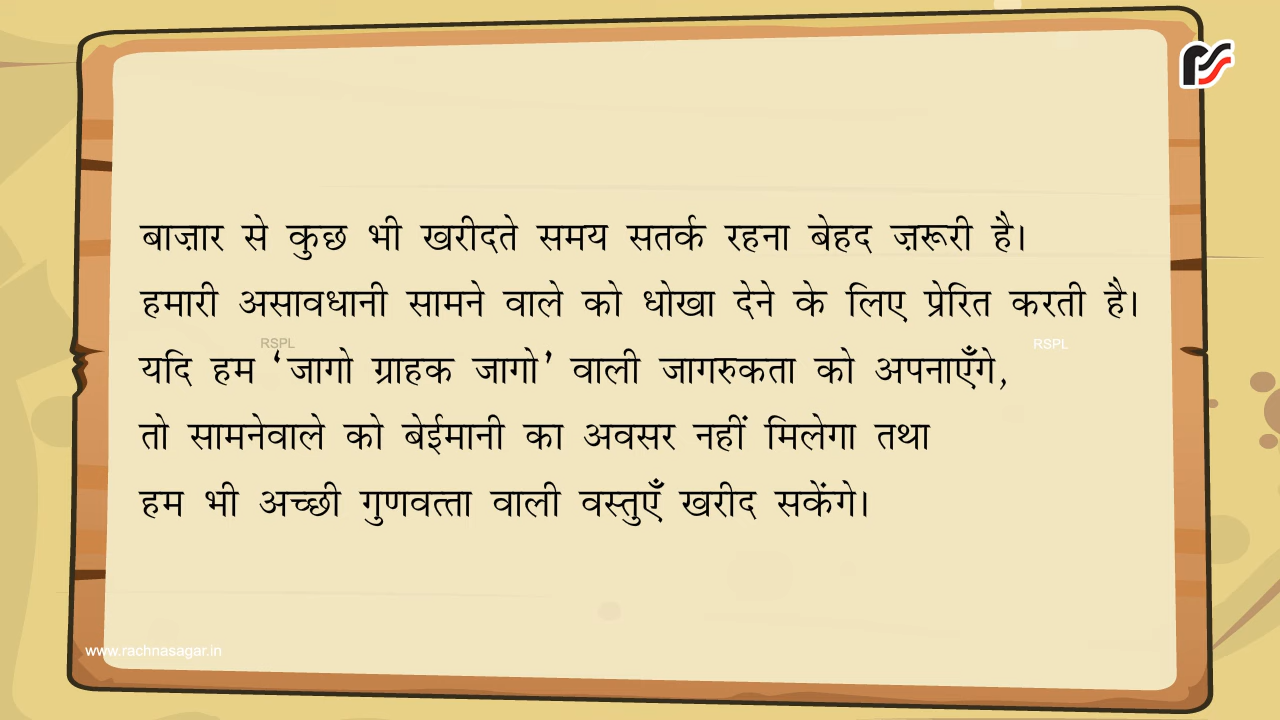 बाज़ार से कुछ भी खरीदते समय सतर्क रहना बेहद ज़रूरी है।
हमारी असावधानी सामने वाले को धोखा देने के लिए प्रेरित करती है।
RSPL RSPL
यदि हम ‘जागो ग्राहक जागो’ वाली जागरुकता को अपनाएँगे,
तो सामनेवाले को बेईमानी का अवसर नहीं मिलेगा तथा
हम भी अच्छी गुणवत्ता वाली वस्तुएँ खरीद सकेंगे।
www.rachnasagar.in